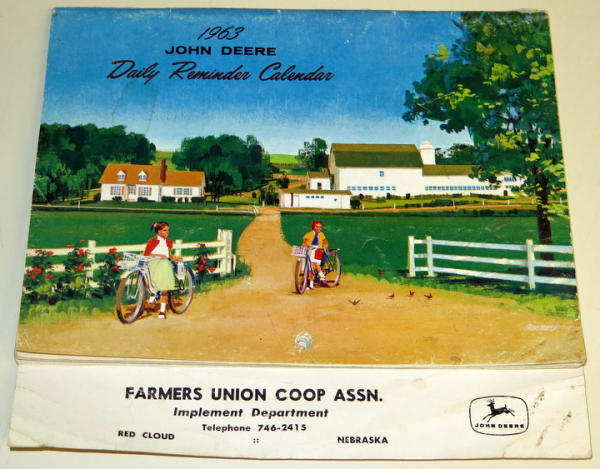 1963
JOHN DEERE
Daily Reminder Calendar
FARMERS UNION COOP ASSN.
Implement Department
Telephone 746-2415
RED CLOUD :: NEBRASKA
JOHN DEERE